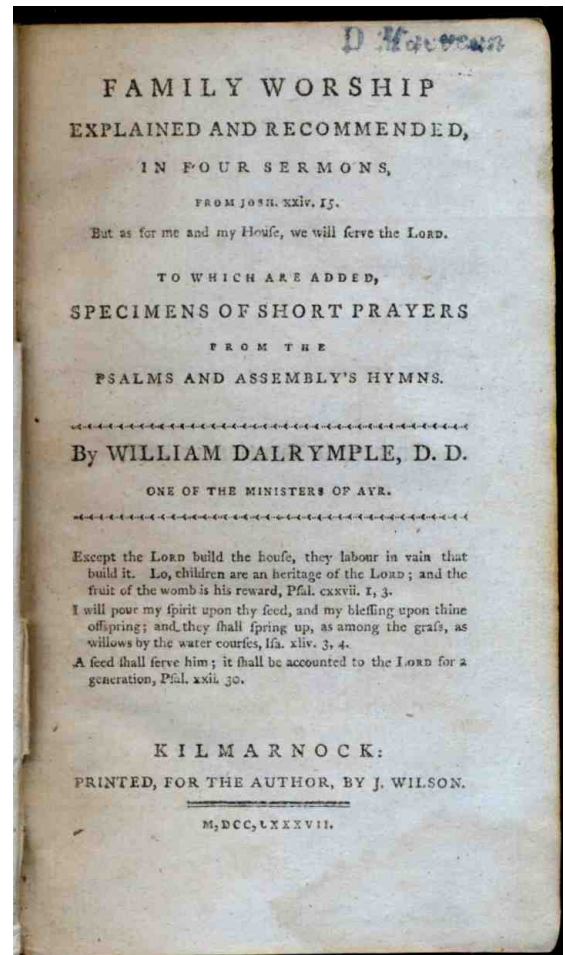 D Macvean
FAMILY WORSHIP
EXPLAINED AND RECOMMENDED,
IN FOUR SERMONS,
FROM JOSH. xxiv. 15.
But as for me and my Houſe, we will ſerve the LORD.
TO WHICH ARE ADDED,
SPECIMENS OF SHORT PRAYERS
FROM THE
PSALMS AND ASSEMBLY'S HYMNS.
By WILLIAM DALRYMPLE, D. D.
ONE OF THE MINISTERS OF AYR.
Except the LORD build the houſe, they labour in vain that
build it. Lo, children are an heritage of the LORD; and the
fruit of the womb is his reward, Pſal. cxxvii. 1, 3.
I will pour my ſpirit upon thy ſeed, and my bleſſing upon thine
offspring; and they ſhall ſpring up, as among the graſs, as
willows by the water courſes, Iſa. xliv. 3, 4.
A ſeed ſhall ſerve him; it ſhall be accounted to the LORD for a
generation, Pſal. xxii. 30.
KILMARNOCK:
PRINTED, FOR THE AUTHOR, BY J. WILSON.
M,DCC,LXXXVII.